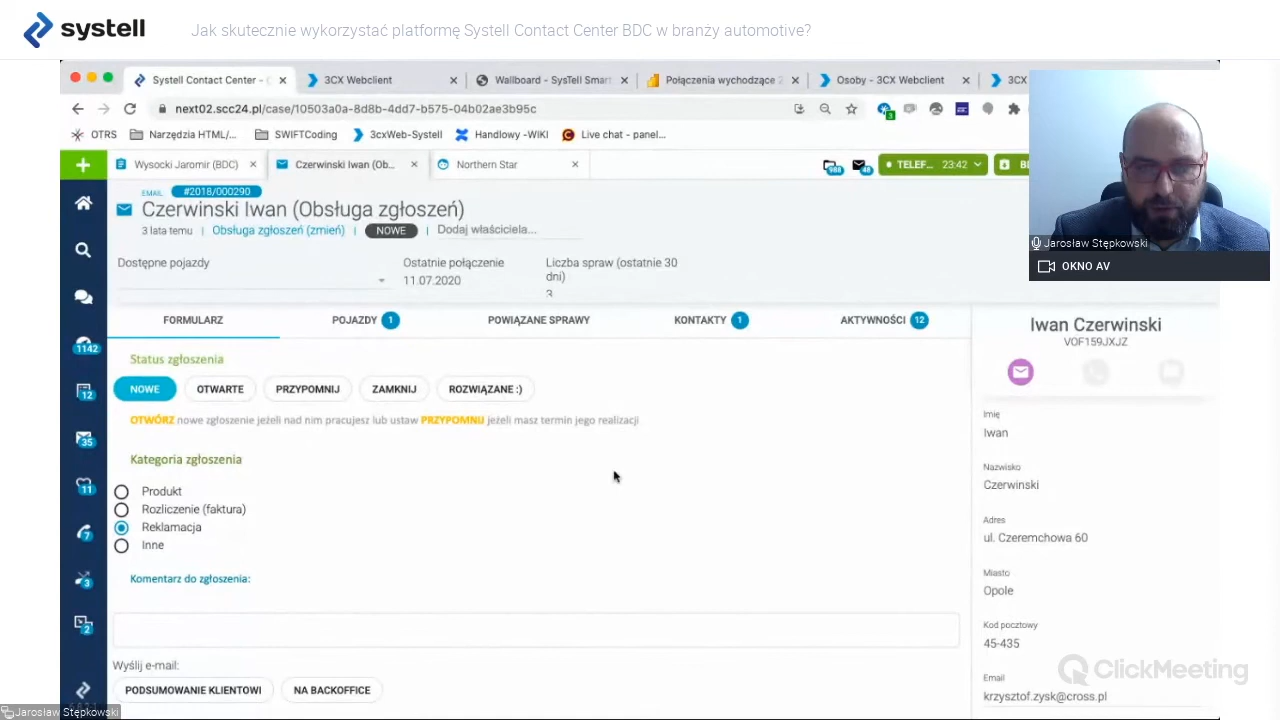 systell
Jak skutecznie wykorzystać platformę Systell Contact Center BDC w branży automotive?
Systell Contact Center - (
3CX Webclient
Wallboard - SysTell Smart
Połączenia wychodzące 2
Osoby - 3CX Webclient
3CX
next02.scc24.pl/case/10503a0a-8d8b-4dd7-b575-04b02ae3b95c
3
OTRS
Narzędzia HTML/...
SWIFTCoding
3cxWeb-Systell
Handlowy -WIKI
Live chat - panel...
Wysocki Jaromir (BDC)
Czerwinski Iwan (Ob...
Northern Star
988
48
TELEF... 23:42
EMAIL #2018/000290
Czerwinski Iwan (Obsługa zgłoszeń)
3 lata temu | Obsługa zgłoszeń (zmień) | NOWE | Dodaj właściciela...
Jarosław Stępkowski
OKNO AV
Dostępne pojazdy
Ostatnie połączenie
11.07.2020
Liczba spraw (ostatnie 30
dni)
3
FORMULARZ
POJAZDY 1
POWIĄZANE SPRAWY
KONTAKTY 1
AKTYWNOŚCI 12
1142
12
35
11
7
3
2
Status zgłoszenia
NOWE
OTWARTE
PRZYPOMNIJ
ZAMKNIJ
ROZWIĄZANE :)
OTWÓRZ nowe zgłoszenie jeżeli nad nim pracujesz lub ustaw PRZYPOMNIJ jeżeli masz termin jego realizacji
Kategoria zgłoszenia
Produkt
Rozliczenie (faktura)
Reklamacja
Inne
Komentarz do zgłoszenia:
Wyślij e-mail:
PODSUMOWANIE KLIENTOWI
NA BACKOFFICE
Iwan Czerwinski
VOF159JXJZ
Imię
Iwan
Nazwisko
Czerwinski
Adres
ul. Czeremchowa 60
Miasto
Opole
Kod pocztowy
45-435
Email
krzysztof.zysk@cross.pl
ClickMeeting
Jarosław Stępkowski